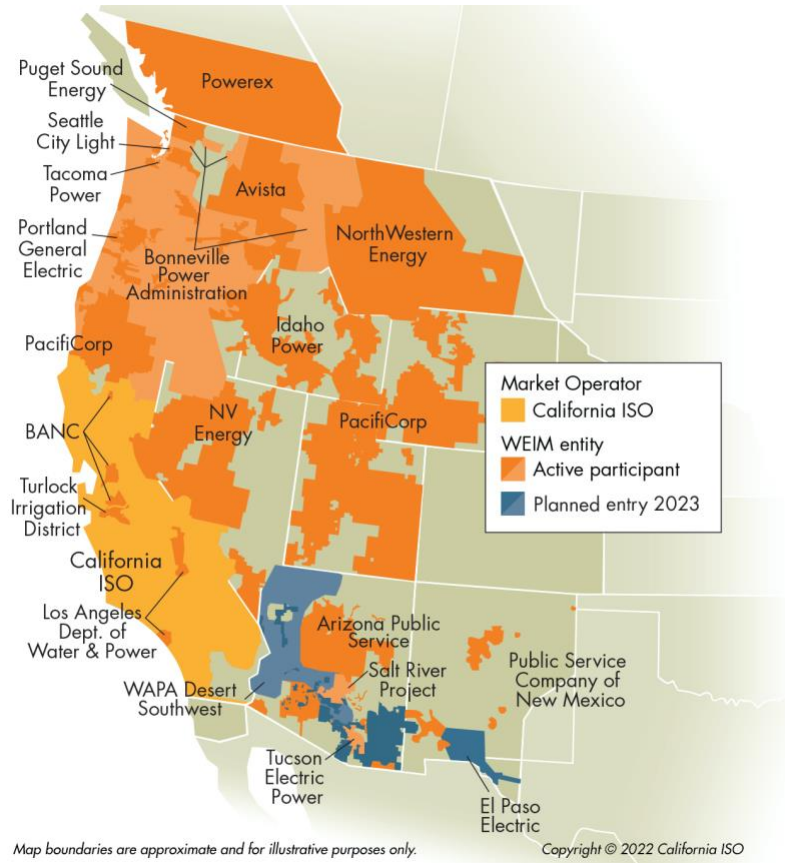 Powerex
Puget Sound
Energy
Seattle
City Light
Tacoma
Power
Avista
Portland
General
Electric
Bonneville
Power
Administration
NorthWestern
Energy
Idaho
Power
PacifiCorp
Market Operator
California ISO
WEIM entity
Active participant
Planned entry 2023
NV
Energy
PacifiCorp
BANC
Turlock
Irrigation
District
California
ISO
Los Angeles
Dept. of
Water & Power
Arizona Public
Service
Salt River
Project
Public Service
Company of
New Mexico
WAPA Desert
Southwest
Tucson
Electric
Power
El Paso
Electric
Map boundaries are approximate and for illustrative purposes only.
Copyright © 2022 California ISO